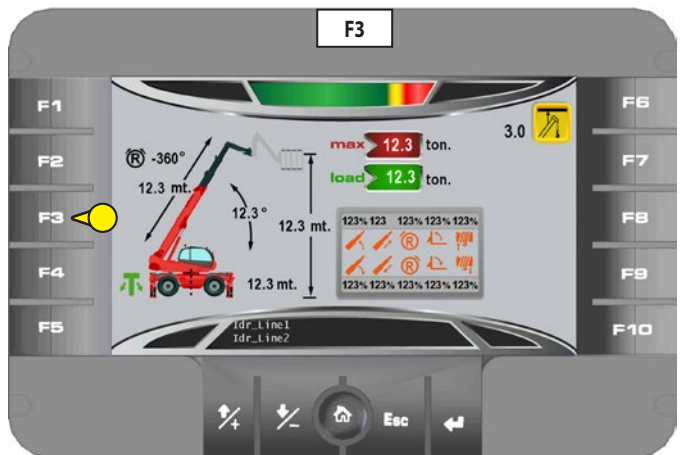 F3
F1
F2
F3
F4
F5
F6
F7
F8
F9
F10
-360°
12.3 mt.
12.3 °
12.3 mt.
12.3 mt.
max 12.3 ton.
load 12.3 ton.
3.0
123% 123 123% 123% 123%
R
R
R
123% 123% 123% 123% 123%
Idr_Line1
Idr_Line2
+
-
Esc